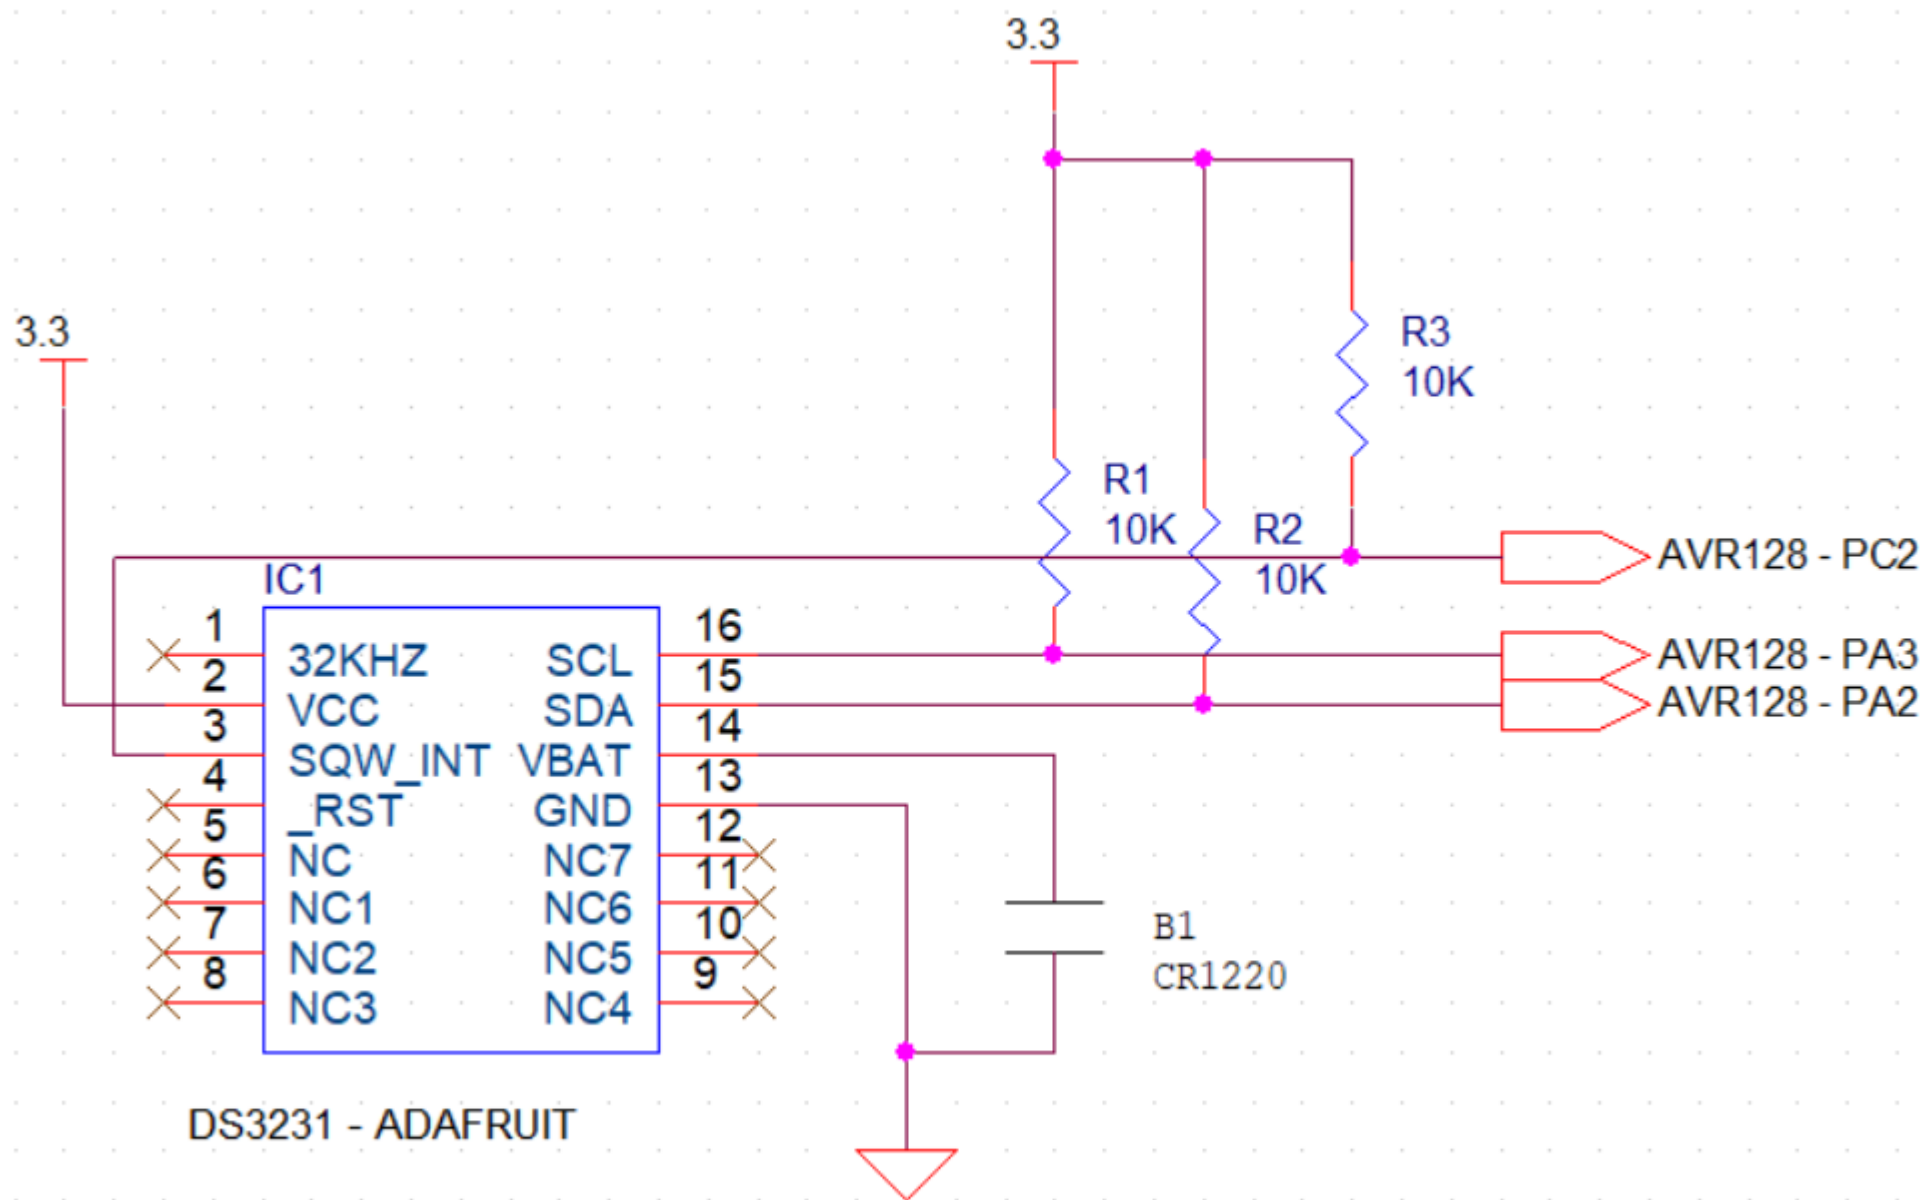 3.3
3.3
R3
10K
R1
10K
R2
10K
AVR128 - PC2
AVR128 - PA3
AVR128 - PA2
IC1
1
2
3
4
5
6
7
8
32KHZ
VCC
SQW_INT
_RST
NC
NC1
NC2
NC3
SCL
SDA
VBAT
GND
NC7
NC6
NC5
NC4
16
15
14
13
12
11
10
9
B1
CR1220
DS3231 - ADAFRUIT